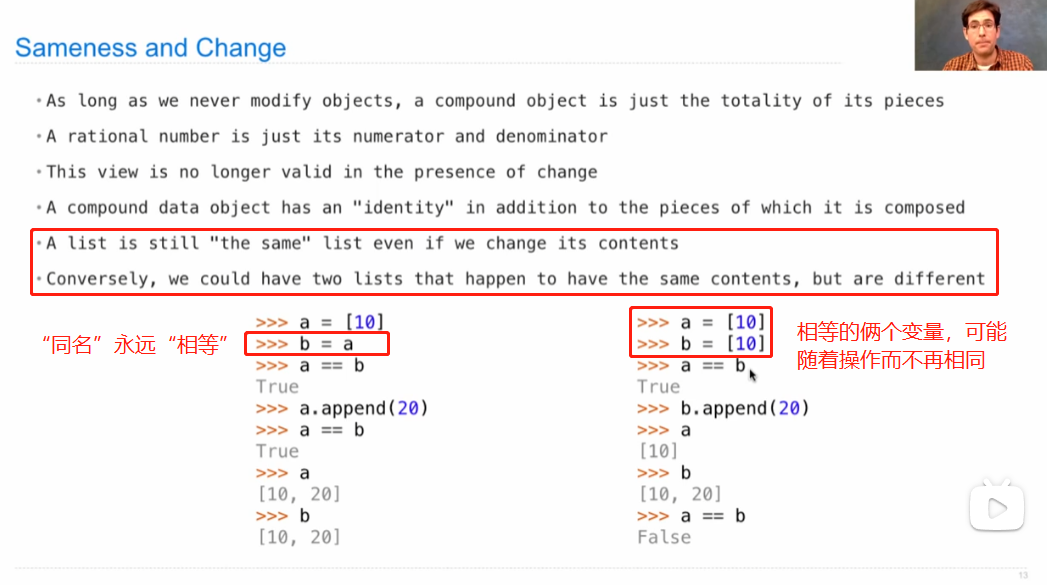 Sameness and Change
•As long as we never modify objects, a compound object is just the totality of its pieces
•A rational number is just its numerator and denominator
•This view is no longer valid in the presence of change
•A compound data object has an "identity" in addition to the pieces of which it is composed
•A list is still "the same" list even if we change its contents
•Conversely, we could have two lists that happen to have the same contents, but are different
“同名”永远“相等”
>>> a = [10]
>>> b = a
>>> a == b
True
>>> a.append(20)
>>> a == b
True
>>> a
[10, 20]
>>> b
[10, 20]
>>> a = [10]
>>> b = [10]
>>> a == b
True
>>> b.append(20)
>>> a
[10]
>>> b
[10, 20]
>>> a == b
False
相等的俩个变量，可能
随着操作而不再相同
13